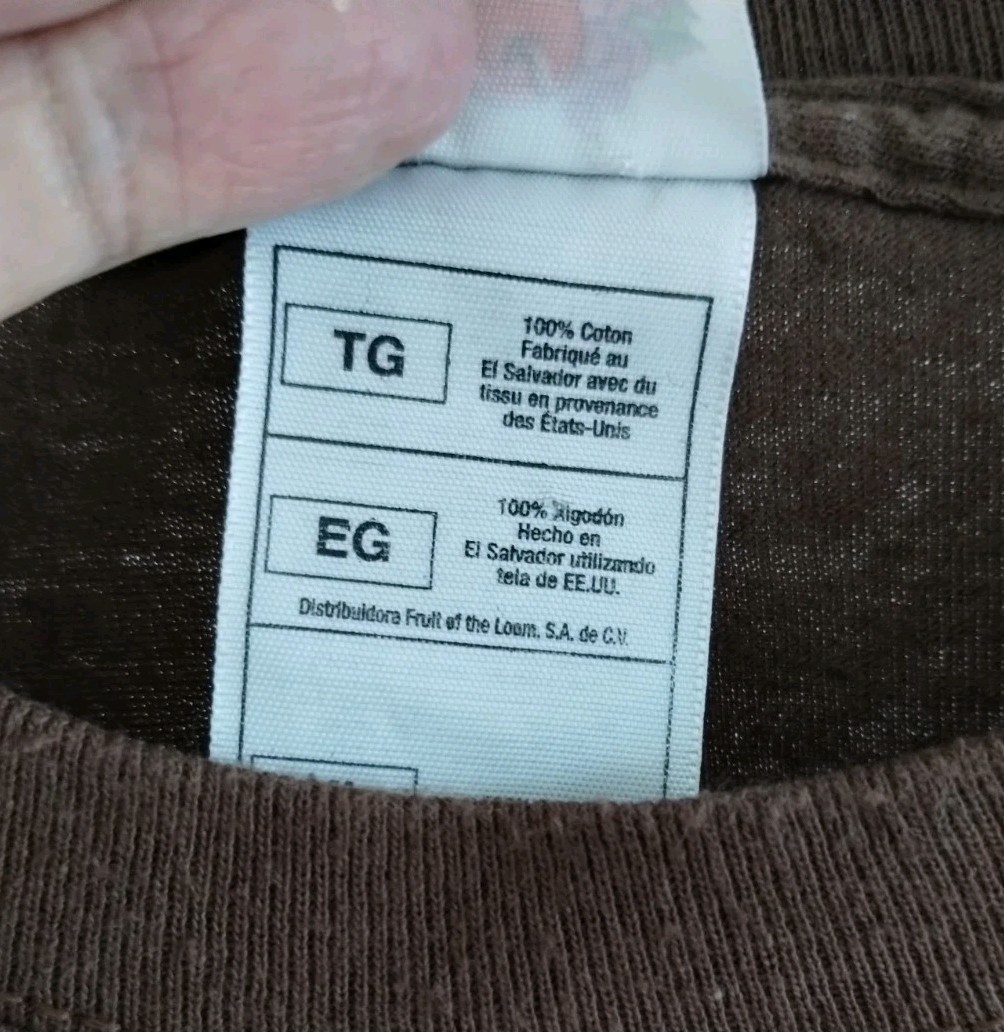 TG
100% Coton
Fabriqué au
El Salvador avec du
tissu en provenance
des États-Unis
EG
100% Algodón
Hecho en
El Salvador utilizando
tela de EE.UU.
Distribuidora Fruit of the Loom, S.A. de C.V.